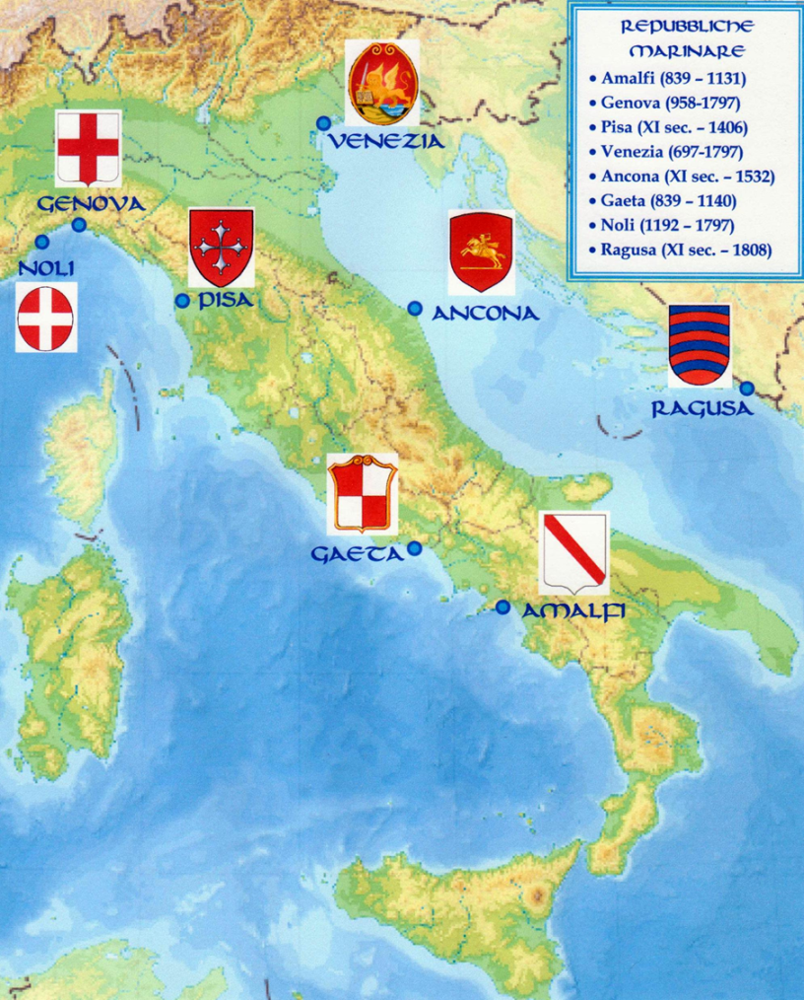 REPUBBLICHE
MARINARE
• Amalfi (839 – 1131)
• Genova (958-1797)
• Pisa (XI sec. – 1406)
• Venezia (697-1797)
• Ancona (XI sec. – 1532)
• Gaeta (839 – 1140)
• Noli (1192 – 1797)
• Ragusa (XI sec. – 1808)
VENEZIA
GENOVA
NOLI
PISA
ANCONA
RAGUSA
GAETA
AMALFI